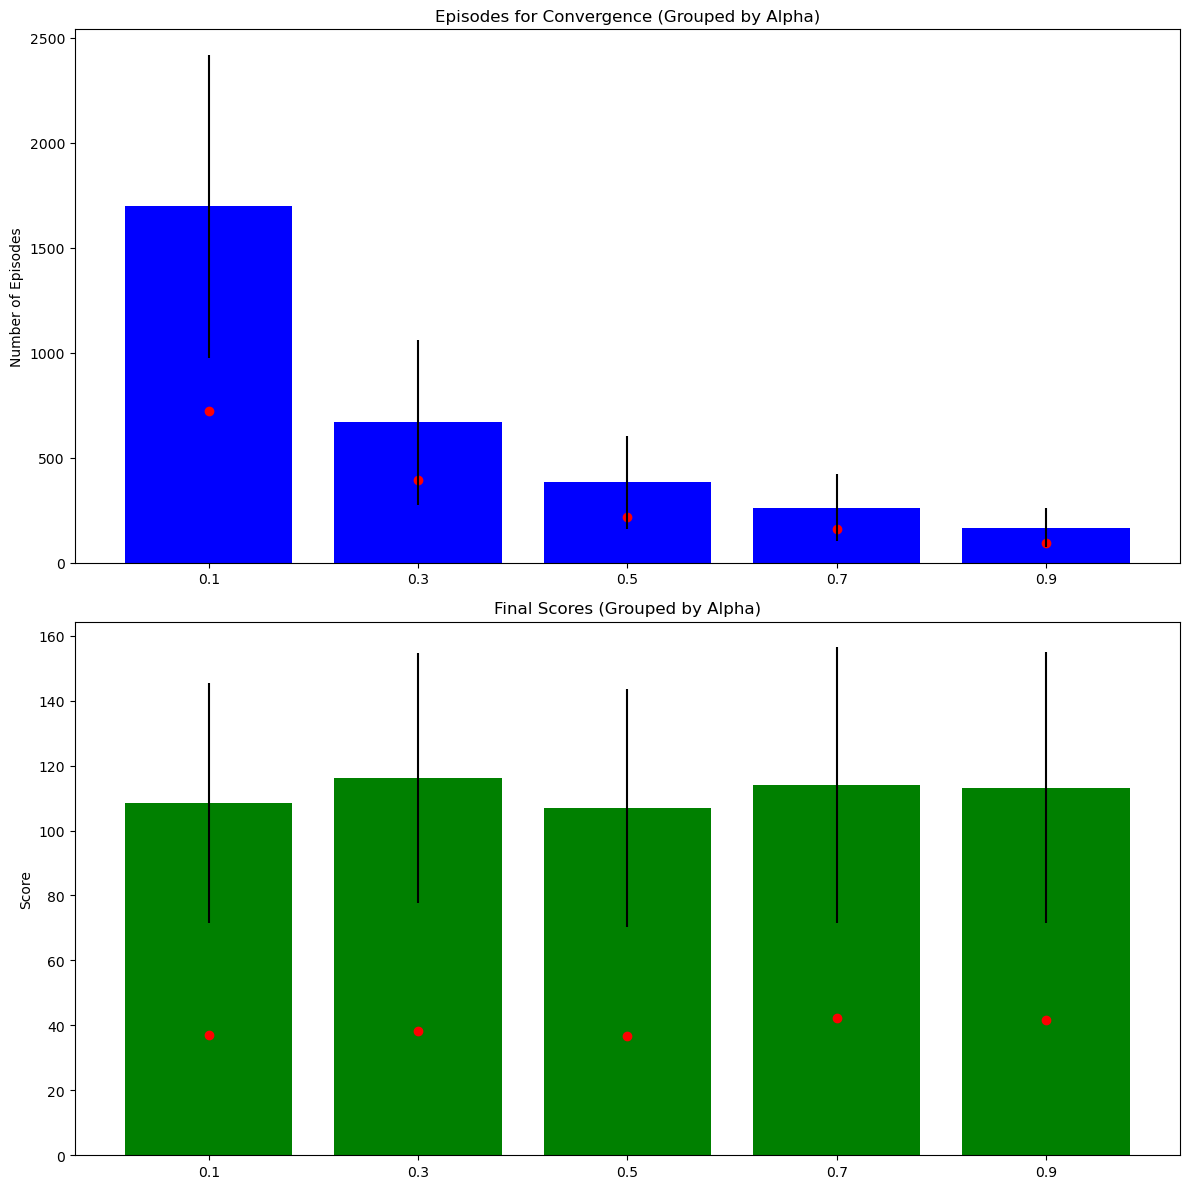 Episodes for Convergence (Grouped by Alpha)
2500
2000
1500
1000
500
0
Number of Episodes
0.1 0.3 0.5 0.7 0.9
Final Scores (Grouped by Alpha)
160
140
120
100
80
60
40
20
0
Score
0.1 0.3 0.5 0.7 0.9